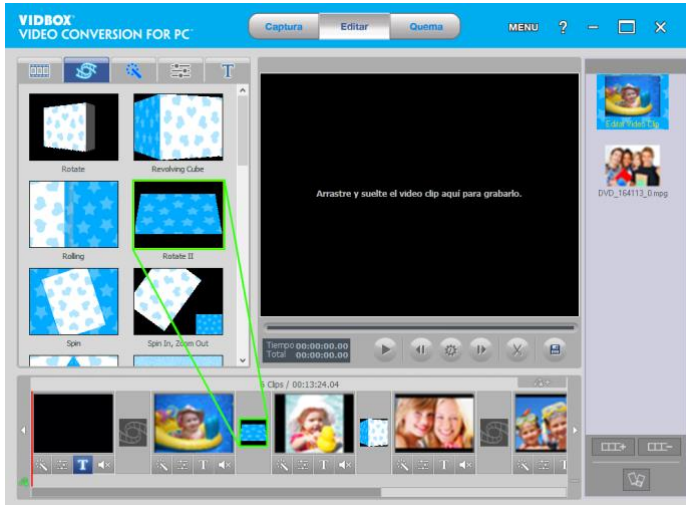 VIDBOX
VIDEO CONVERSION FOR PC
Captura
Editar
Quema
MENU
?
T
Rotate
Revolving Cube
Rolling
Rotate II
Spin
Spin In, Zoom Out
Arrastre y suelte el video clip aquí para grabarlo.
Tiempo 00:00:00.00
Total 00:00:00.00
Editar Video Clip
DVD_164113_0.mpg
Clips / 00:13:24.04
T
T
T
T
T